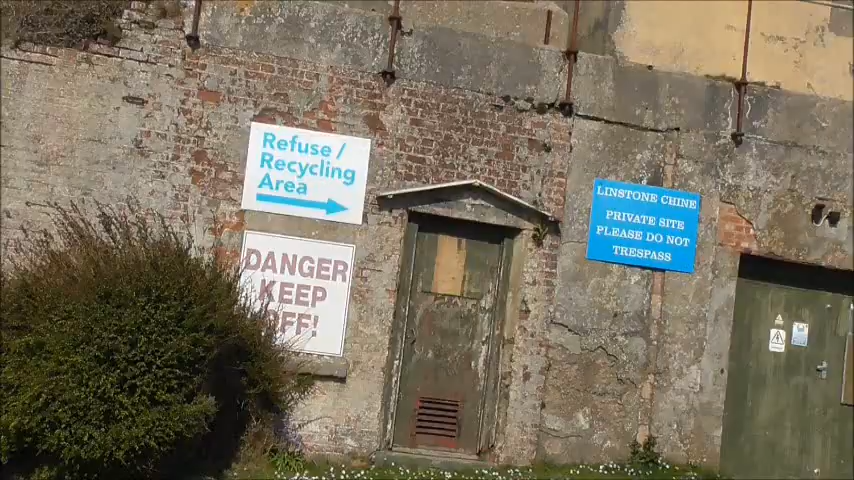 Refuse /
Recycling
Area
DANGER
KEEP
OFF!
LINSTONE CHINE
PRIVATE SITE
PLEASE DO NOT
TRESPASS